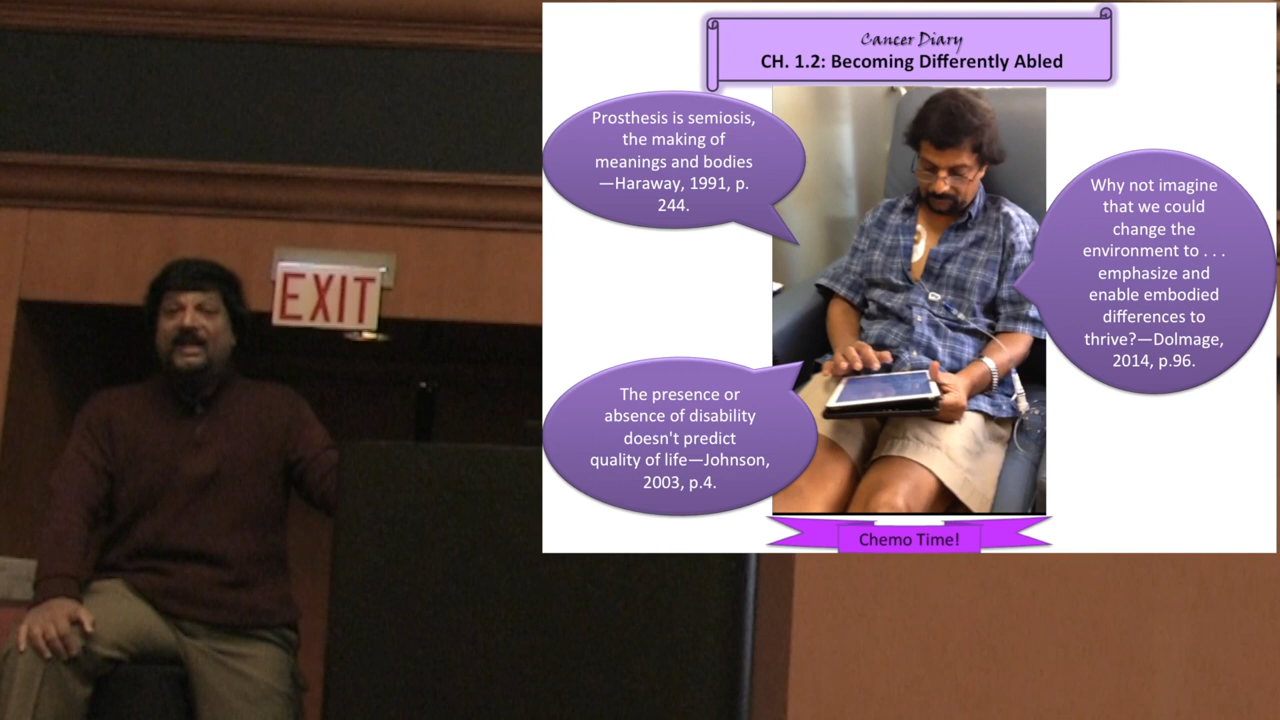 Cancer Diary
CH. 1.2: Becoming Differently Abled
Prosthesis is semiosis,
the making of
meanings and bodies
—Haraway, 1991, p.
244.
Why not imagine
that we could
change the
environment to . . .
emphasize and
enable embodied
differences to
thrive?—Dolmage,
2014, p.96.
The presence or
absence of disability
doesn't predict
quality of life—Johnson,
2003, p.4.
Chemo Time!
EXIT